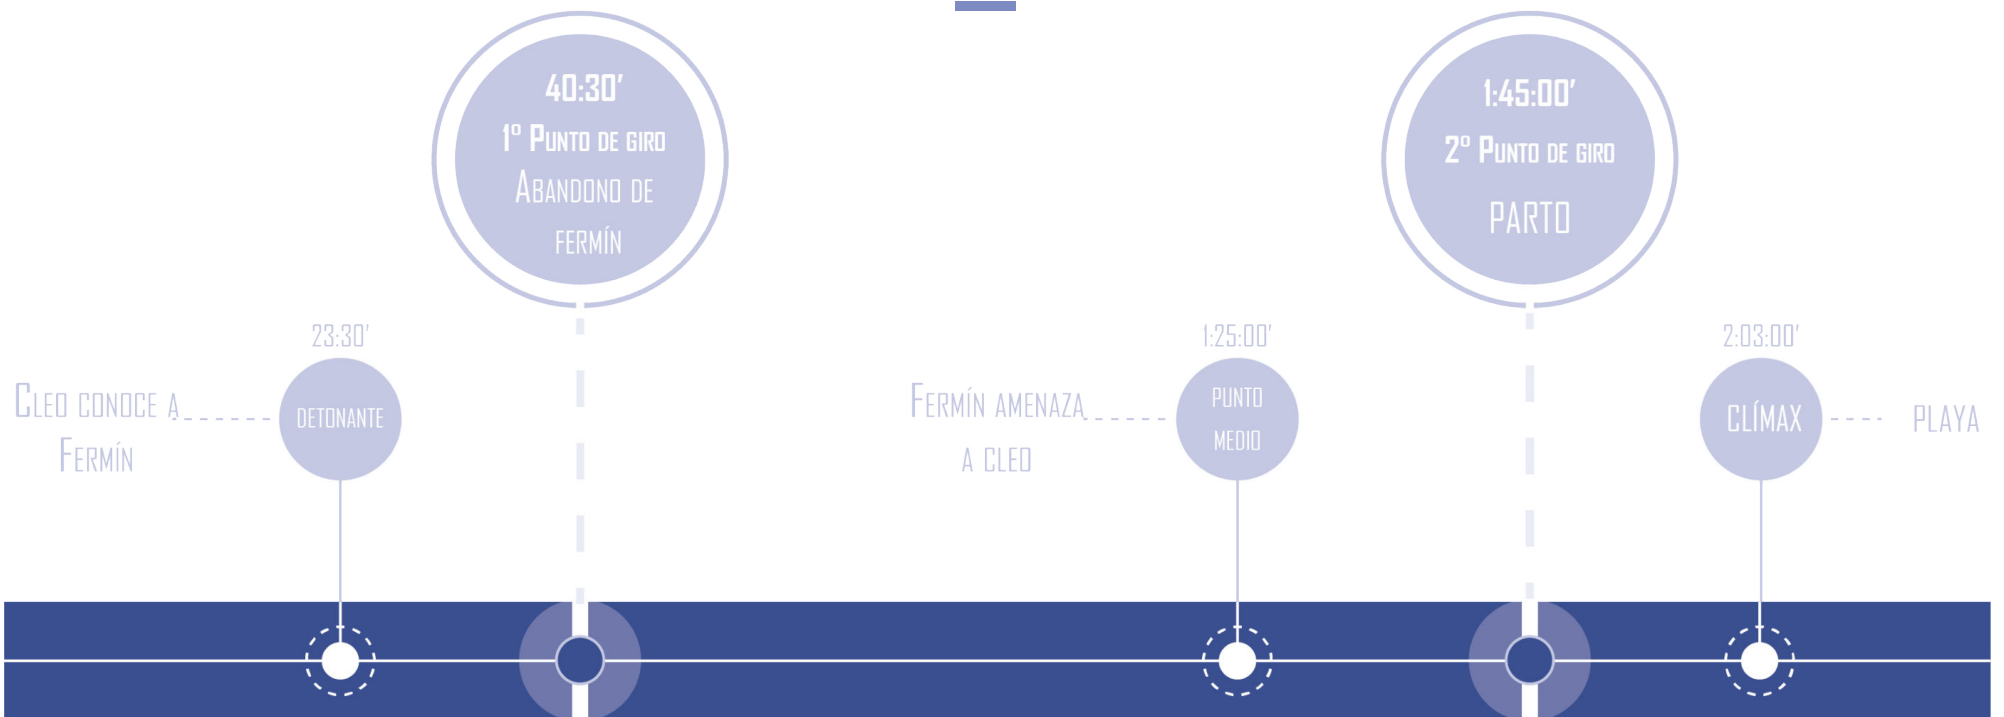 40:30'
1º Punto de giro
Abandono de
fermín
1:45:00'
2º Punto de giro
PARTO
23:30'
Cleo conoce a
Fermín
DETONANTE
1:25:00'
Fermín amenaza
a cleo
PUNTO
MEDIO
2:03:00'
CLÍMAX
PLAYA